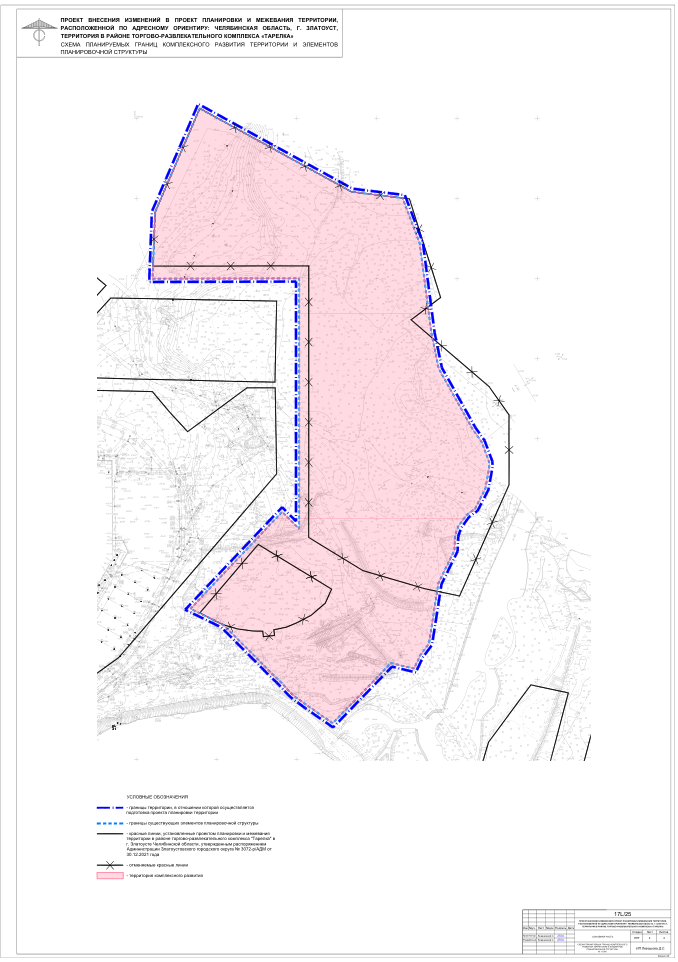 ПРОЕКТ ВНЕСЕНИЯ ИЗМЕНЕНИЙ В ПРОЕКТ ПЛАНИРОВКИ И МЕЖЕВАНИЯ ТЕРРИТОРИИ,
РАСПОЛОЖЕННОЙ ПО АДРЕСНОМУ ОРИЕНТИРУ: ЧЕЛЯБИНСКАЯ ОБЛАСТЬ, Г. ЗЛАТОУСТ,
ТЕРРИТОРИЯ В РАЙОНЕ ТОРГОВО-РАЗВЛЕКАТЕЛЬНОГО КОМПЛЕКСА «ТАРЕЛКА»
СХЕМА ПЛАНИРУЕМЫХ ГРАНИЦ КОМПЛЕКСНОГО РАЗВИТИЯ ТЕРРИТОРИИ И ЭЛЕМЕНТОВ
ПЛАНИРОВОЧНОЙ СТРУКТУРЫ
УСЛОВНЫЕ ОБОЗНАЧЕНИЯ
- границы территории, в отношении которой осуществляется
подготовка проекта планировки территории
- границы существующих элементов планировочной структуры
- красные линии, установленные проектом планировки и межевания
территории в районе торгово-развлекательного комплекса "Тарелка" в
г. Златоусте Челябинской области, утвержденным распоряжением
Администрации Златоустовского городского округа № 3072-р/АДМ от
30.12.2021 года
- отменяемые красные линии
- территория комплексного развития
17L/25